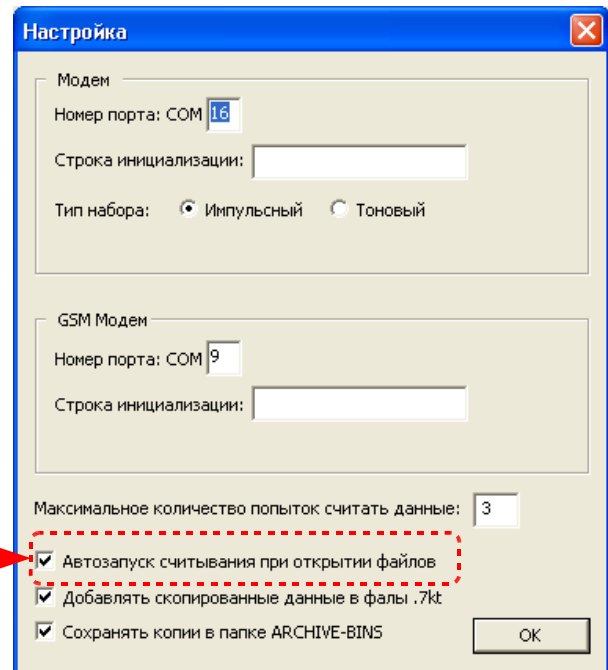 Настройка
Модем
Номер порта: COM 16
Строка инициализации:
Тип набора: Импульсный Тоновый
GSM Модем
Номер порта: COM 9
Строка инициализации:
Максимальное количество попыток считать данные: 3
Автозапуск считывания при открытии файлов
Добавлять скопированные данные в фалы .7kt
Сохранять копии в папке ARCHIVE-BINS
OK